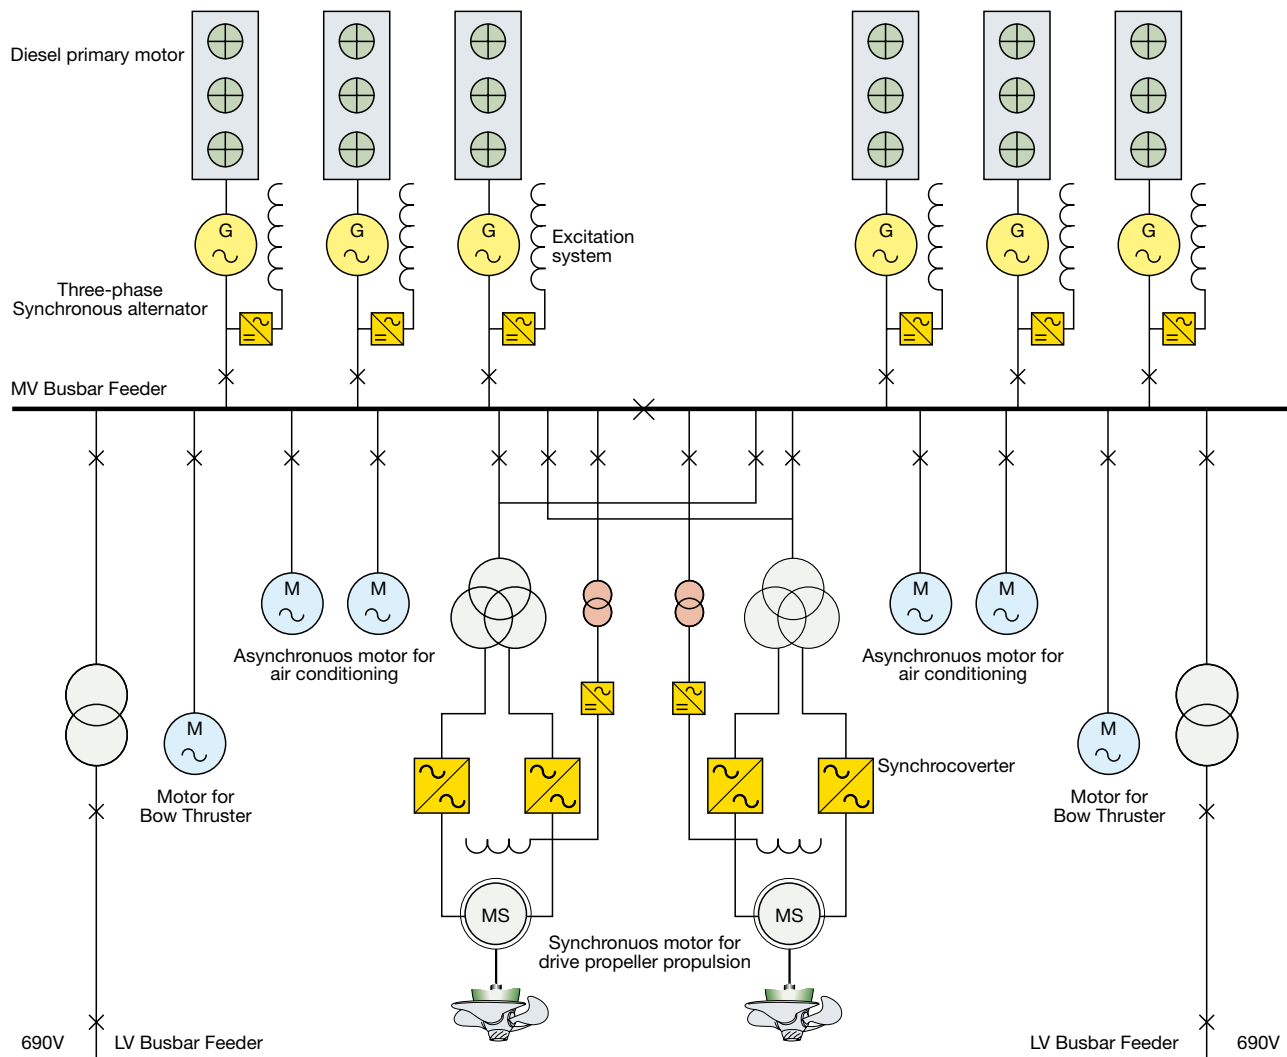 Diesel primary motor
G
G
G
G
G
G
Excitation
system
Three-phase
Synchronous alternator
MV Busbar Feeder
M
M
M
M
Asynchronuos motor for
air conditioning
Asynchronuos motor for
air conditioning
M
M
Synchrocoverter
Motor for
Bow Thruster
Motor for
Bow Thruster
MS
MS
Synchronuos motor for
drive propeller propulsion
690V
LV Busbar Feeder
LV Busbar Feeder
690V